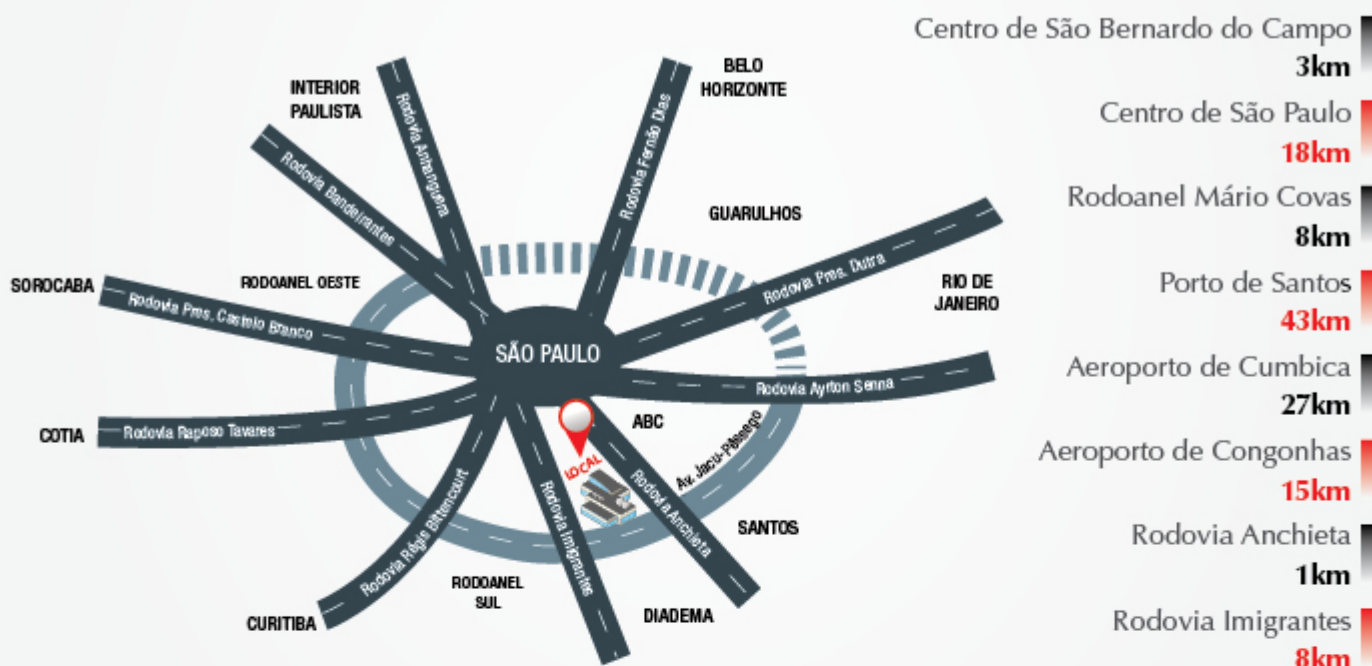 INTERIOR
PAULISTA
BELO
HORIZONTE
Rodovia Anhanguera
Rodovia Bandeirantes
Rodovia Fernão Dias
GUARULHOS
SOROCABA
RODOANEL OESTE
Rodovia Pres. Castelo Branco
Rodovia Pres. Dutra
RIO DE
JANEIRO
SÃO PAULO
Rodovia Ayrton Senna
COTIA
Rodovia Raposo Tavares
ABC
Av. Jacu-Pêssego
LOCAL
Rodovia Régis Bittencourt
Rodovia Imigrantes
Rodovia Anchieta
SANTOS
RODOANEL
SUL
CURITIBA
DIADEMA
Centro de São Bernardo do Campo
3km
Centro de São Paulo
18km
Rodoanel Mário Covas
8km
Porto de Santos
43km
Aeroporto de Cumbica
27km
Aeroporto de Congonhas
15km
Rodovia Anchieta
1km
Rodovia Imigrantes
8km